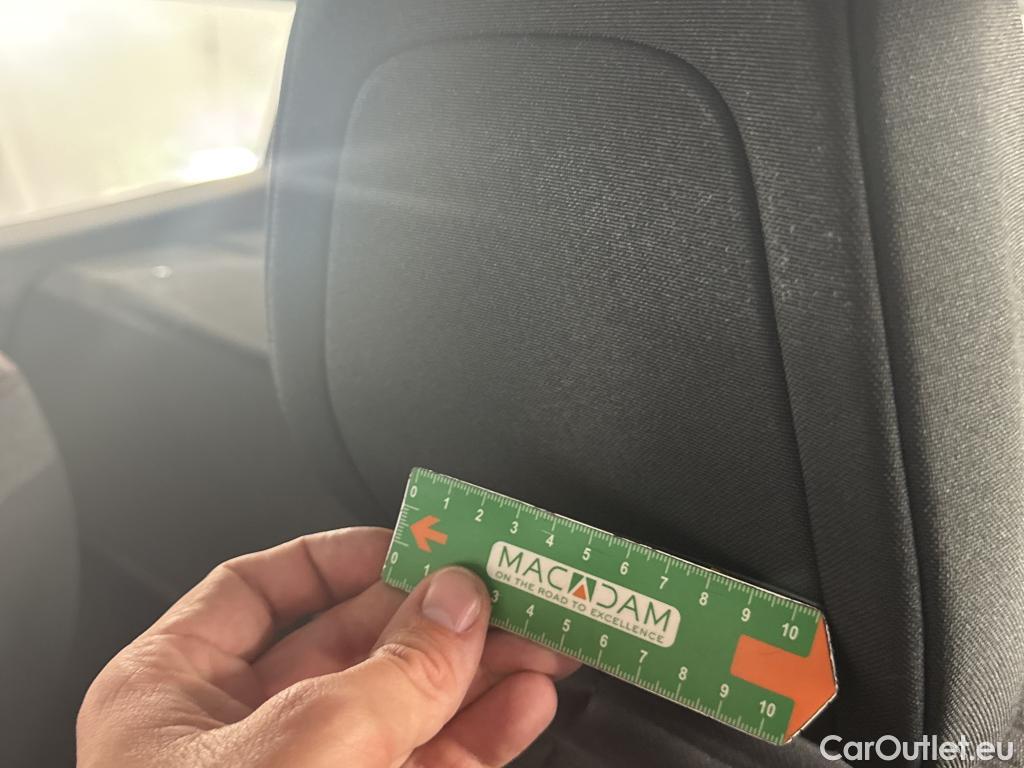 0 1 2 3 4 5 6 7 8 9 10
MACADAM
ON THE ROAD TO EXCELLENCE
0 1 3 4 5 6 7 8 9 10
CarOutlet.eu